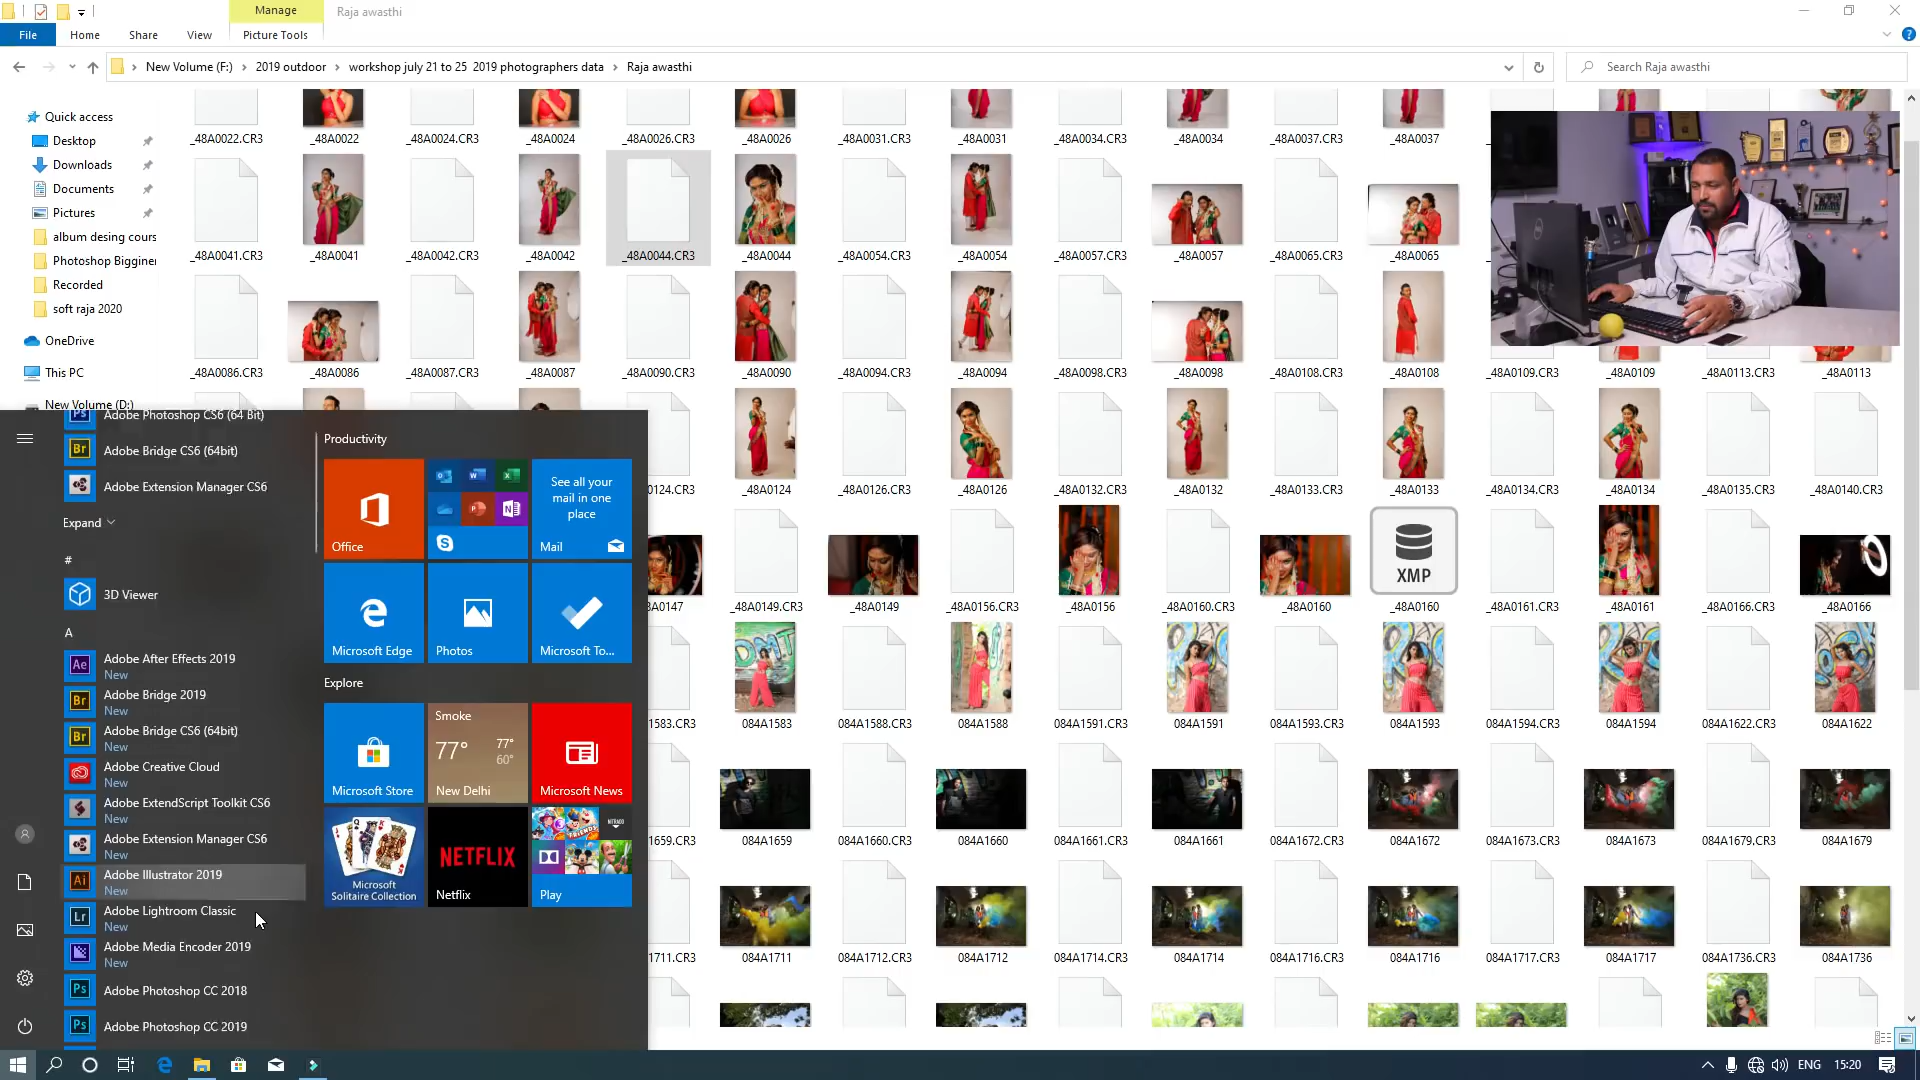 Manage
Raja awasthi
File
Home
Share
View
Picture Tools
New Volume (F:)
2019 outdoor
workshop july 21 to 25 2019 photographers data
Raja awasthi
Search Raja awasthi
Quick access
Desktop
Downloads
Documents
Pictures
album desing cours
Photoshop Bigginer
Recorded
soft raja 2020
OneDrive
This PC
New Volume (D:)
_48A0022.CR3
_48A0022
_48A0024.CR3
_48A0024
_48A0026.CR3
_48A0026
_48A0031.CR3
_48A0031
_48A0034.CR3
_48A0034
_48A0037.CR3
_48A0037
_48A0041.CR3
_48A0041
_48A0042.CR3
_48A0042
_48A0044.CR3
_48A0044
_48A0054.CR3
_48A0054
_48A0057.CR3
_48A0057
_48A0065.CR3
_48A0065
_48A0086.CR3
_48A0086
_48A0087.CR3
_48A0087
_48A0090.CR3
_48A0090
_48A0094.CR3
_48A0094
_48A0098.CR3
_48A0098
_48A0108.CR3
_48A0108
_48A0109.CR3
_48A0109
_48A0113.CR3
_48A0113
0124.CR3
_48A0124
_48A0126.CR3
_48A0126
_48A0132.CR3
_48A0132
_48A0133.CR3
_48A0133
_48A0134.CR3
_48A0134
_48A0135.CR3
_48A0140.CR3
XMP
8A0147
_48A0149.CR3
_48A0149
_48A0156.CR3
_48A0156
_48A0160.CR3
_48A0160
_48A0160
_48A0161.CR3
_48A0161
_48A0166.CR3
_48A0166
1583.CR3
084A1583
084A1588.CR3
084A1588
084A1591.CR3
084A1591
084A1593.CR3
084A1593
084A1594.CR3
084A1594
084A1622.CR3
084A1622
1659.CR3
084A1659
084A1660.CR3
084A1660
084A1661.CR3
084A1661
084A1672.CR3
084A1672
084A1673.CR3
084A1673
084A1679.CR3
084A1679
1711.CR3
084A1711
084A1712.CR3
084A1712
084A1714.CR3
084A1714
084A1716.CR3
084A1716
084A1717.CR3
084A1717
084A1736.CR3
084A1736
Adobe Photoshop CS6 (64 Bit)
Adobe Bridge CS6 (64bit)
Adobe Extension Manager CS6
Expand
#
3D Viewer
A
Adobe After Effects 2019
New
Adobe Bridge 2019
New
Adobe Bridge CS6 (64bit)
New
Adobe Creative Cloud
New
Adobe ExtendScript Toolkit CS6
New
Adobe Extension Manager CS6
New
Adobe Illustrator 2019
New
Adobe Lightroom Classic
New
Adobe Media Encoder 2019
New
Adobe Photoshop CC 2018
Adobe Photoshop CC 2019
Productivity
Office
See all your
mail in one
place
Mail
Microsoft Edge
Photos
Microsoft To...
Explore
Microsoft Store
Smoke
77°
77°
60°
New Delhi
Microsoft News
Microsoft
Solitaire Collection
NETFLIX
Netflix
Play
ENG
15:20